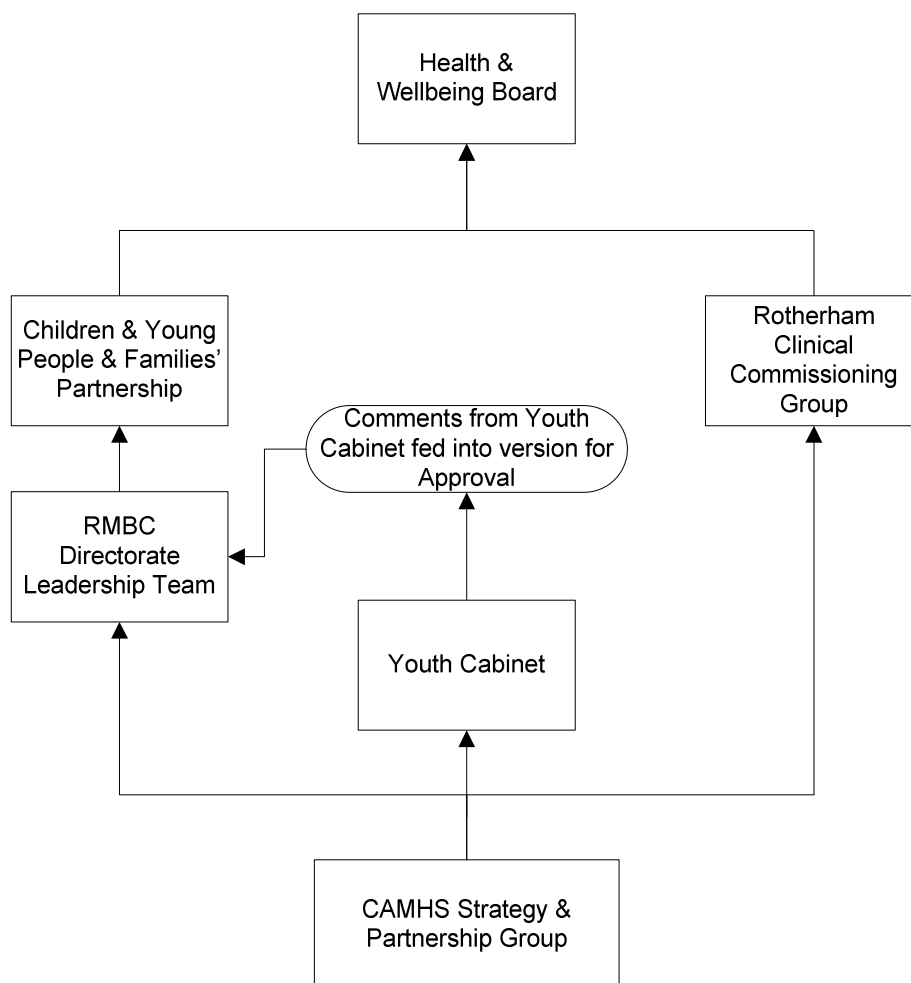 Health &
Wellbeing Board
Children & Young
People & Families’
Partnership
Rotherham
Clinical
Commissioning
Group
Comments from Youth
Cabinet fed into version for
Approval
RMBC
Directorate
Leadership Team
Youth Cabinet
CAMHS Strategy &
Partnership Group